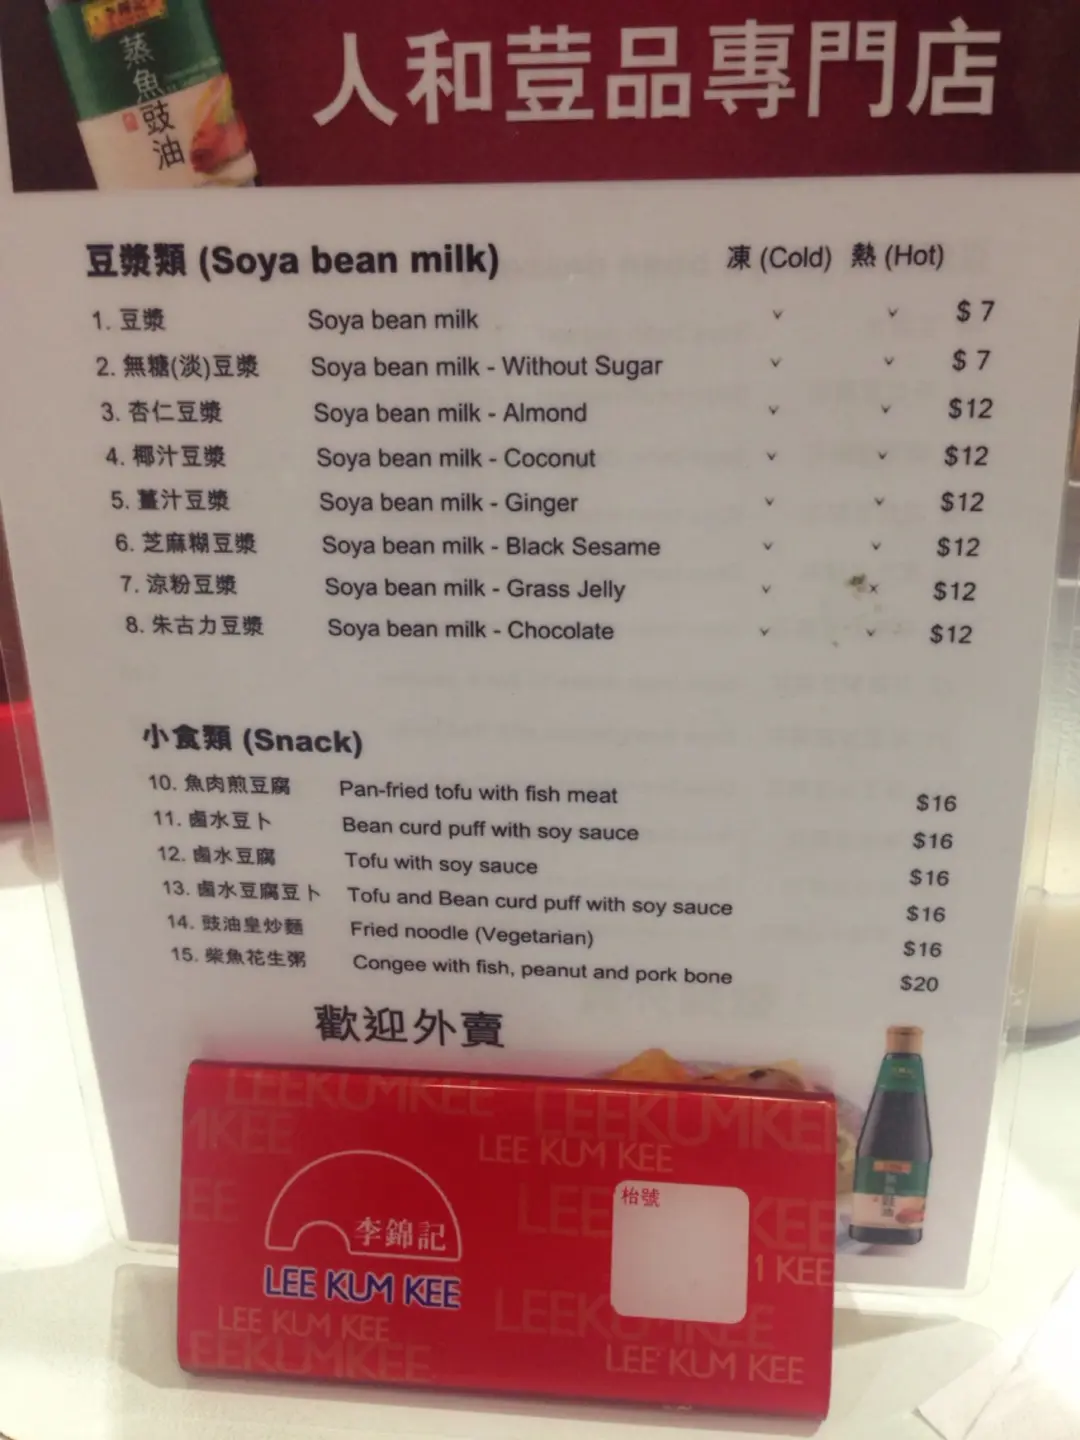 人和荳品專門店
蒸魚豉油
豆漿類 (Soya bean milk) 凍 (Cold) 熱 (Hot)
1. 豆漿 Soya bean milk ˅ ˅ $ 7
2. 無糖(淡)豆漿 Soya bean milk - Without Sugar ˅ ˅ $ 7
3. 杏仁豆漿 Soya bean milk - Almond ˅ ˅ $12
4. 椰汁豆漿 Soya bean milk - Coconut ˅ ˅ $12
5. 薑汁豆漿 Soya bean milk - Ginger ˅ ˅ $12
6. 芝麻糊豆漿 Soya bean milk - Black Sesame ˅ ˅ $12
7. 涼粉豆漿 Soya bean milk - Grass Jelly ˅ x $12
8. 朱古力豆漿 Soya bean milk - Chocolate ˅ ˅ $12
小食類 (Snack)
10. 魚肉煎豆腐 Pan-fried tofu with fish meat $16
11. 鹵水豆卜 Bean curd puff with soy sauce $16
12. 鹵水豆腐 Tofu with soy sauce $16
13. 鹵水豆腐豆卜 Tofu and Bean curd puff with soy sauce $16
14. 豉油皇炒麵 Fried noodle (Vegetarian) $16
15. 柴魚花生粥 Congee with fish, peanut and pork bone $20
歡迎外賣
LEEKUMKEE LEEKUMKEE
LEE KUM KEE
枱號
李錦記
LEE KUM KEE
LEE KUM KEE
LEE KUM KEE